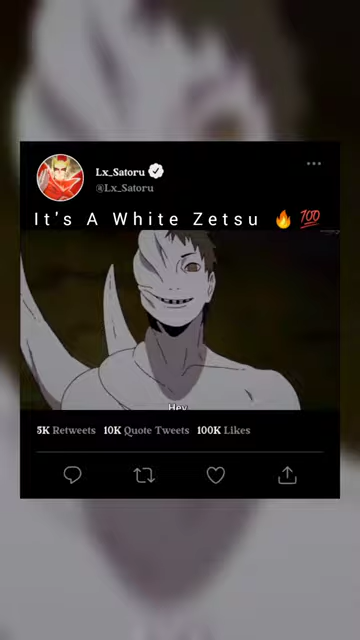 Lx_Satoru
@Lx_Satoru
It's A White Zetsu 🔥 💯
Hey
5K Retweets 10K Quote Tweets 100K Likes